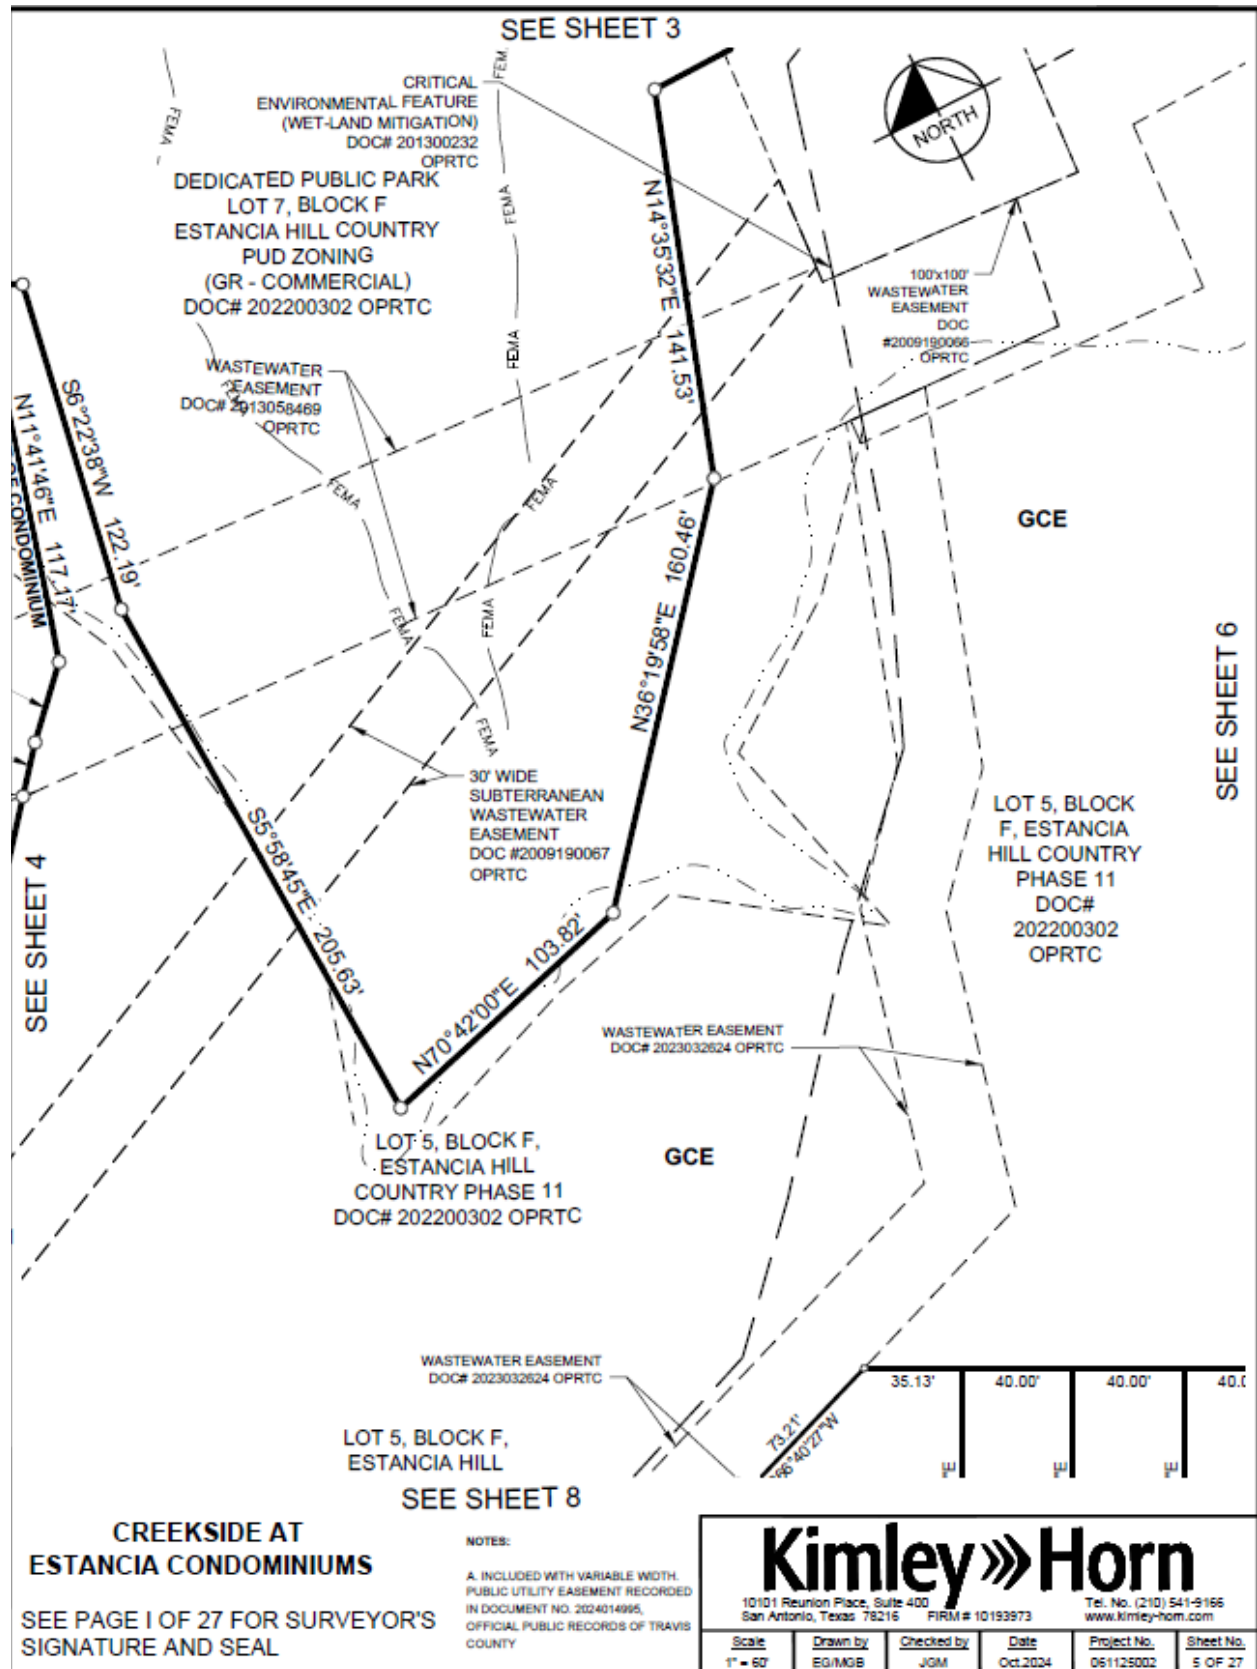 SEE SHEET 3
CRITICAL
ENVIRONMENTAL FEATURE
(WET-LAND MITIGATION)
DOC# 201300232
OPRTC
FEM.
FEMA
FEMA
NORTH
DEDICATED PUBLIC PARK
LOT 7, BLOCK F
ESTANCIA HILL COUNTRY
PUD ZONING
(GR - COMMERCIAL)
DOC# 202200302 OPRTC
N14°35'32"E 141.53'
100'x100'
WASTEWATER
EASEMENT
DOC
#2009190066
OPRTC
FEMA
WASTEWATER
EASEMENT
DOC# 2013058469
OPRTC
FEMA
S6°22'38"W 122.19'
N11°41'46"E 117.17'
CONDOMINIUM
FEMA
FEMA
GCE
FEMA
FEMA
N36°19'58"E 160.46'
SEE SHEET 6
FEMA
30' WIDE
SUBTERRANEAN
WASTEWATER
EASEMENT
DOC #2009190067
OPRTC
S5°58'45"E 205.63'
LOT 5, BLOCK
F, ESTANCIA
HILL COUNTRY
PHASE 11
DOC#
202200302
OPRTC
SEE SHEET 4
N70°42'00"E 103.82'
WASTEWATER EASEMENT
DOC# 2023032624 OPRTC
LOT 5, BLOCK F,
ESTANCIA HILL
COUNTRY PHASE 11
DOC# 202200302 OPRTC
GCE
WASTEWATER EASEMENT
DOC# 2023032624 OPRTC
35.13'
40.00'
40.00'
40.0
73.21'
66°40'27"W
"E
"E
"E
LOT 5, BLOCK F,
ESTANCIA HILL
SEE SHEET 8
CREEKSIDE AT
ESTANCIA CONDOMINIUMS
SEE PAGE I OF 27 FOR SURVEYOR'S
SIGNATURE AND SEAL
NOTES:
A. INCLUDED WITH VARIABLE WIDTH.
PUBLIC UTILITY EASEMENT RECORDED
IN DOCUMENT NO. 2024014995,
OFFICIAL PUBLIC RECORDS OF TRAVIS
COUNTY
Kimley»Horn
10101 Reunion Place, Suite 400
San Antonio, Texas 78216 FIRM # 10193973
Tel. No. (210) 541-9166
www.kimley-horn.com
Scale Drawn by Checked by Date Project No. Sheet No.
1" = 60' EG/MGB JGM Oct.2024 061125002 5 OF 27